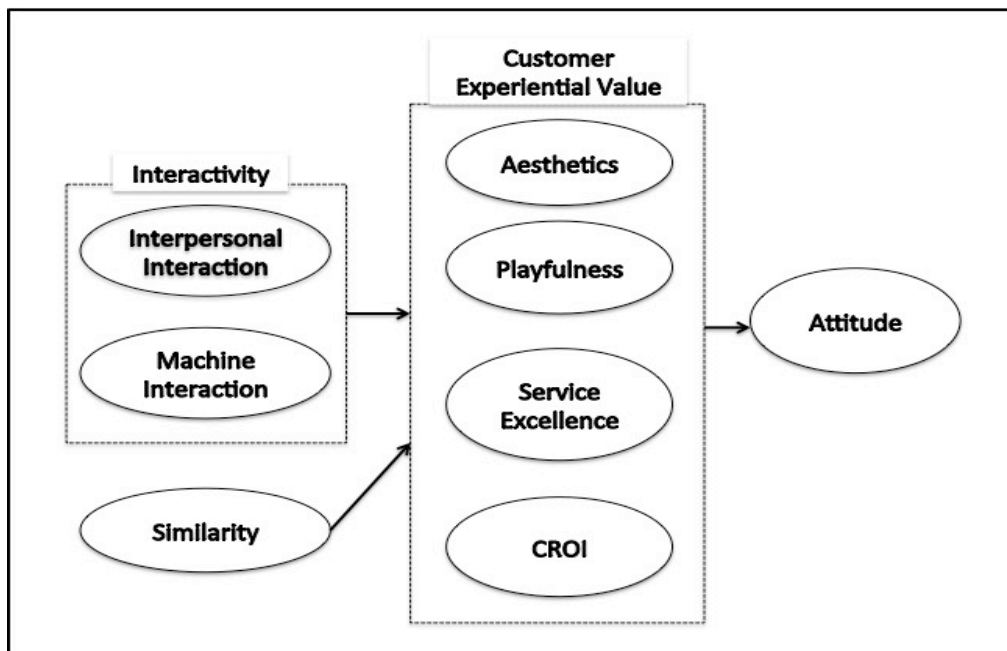 Customer
Experiential Value
Interactivity
Interpersonal
Interaction
Machine
Interaction
Similarity
Aesthetics
Playfulness
Service
Excellence
CROI
Attitude